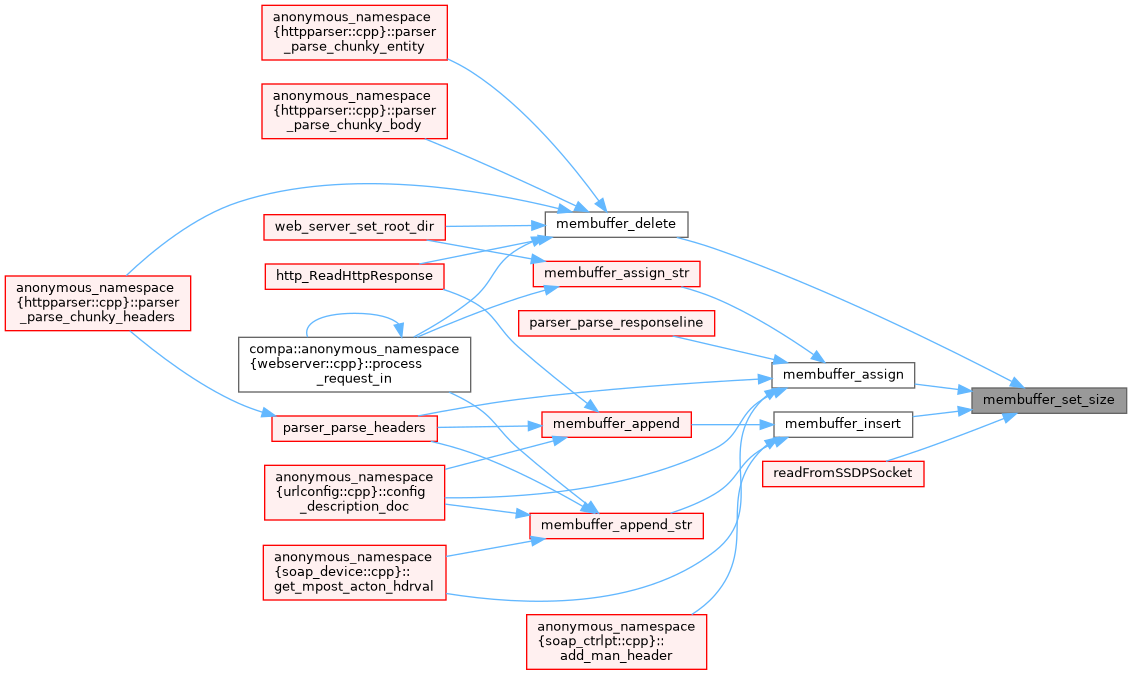 anonymous_namespace
{httpparser::cpp}::parser
_parse_chunky_entity
anonymous_namespace
{httpparser::cpp}::parser
_parse_chunky_body
membuffer_delete
web_server_set_root_dir
http_ReadHttpResponse
membuffer_assign_str
anonymous_namespace
{httpparser::cpp}::parser
_parse_chunky_headers
parser_parse_responseline
compa::anonymous_namespace
{webserver::cpp}::process
_request_in
membuffer_assign
membuffer_set_size
parser_parse_headers
membuffer_append
membuffer_insert
readFromSSDPSocket
anonymous_namespace
{urlconfig::cpp}::config
_description_doc
membuffer_append_str
anonymous_namespace
{soap_device::cpp}::
get_mpost_acton_hdrval
anonymous_namespace
{soap_ctrlpt::cpp}::
add_man_header